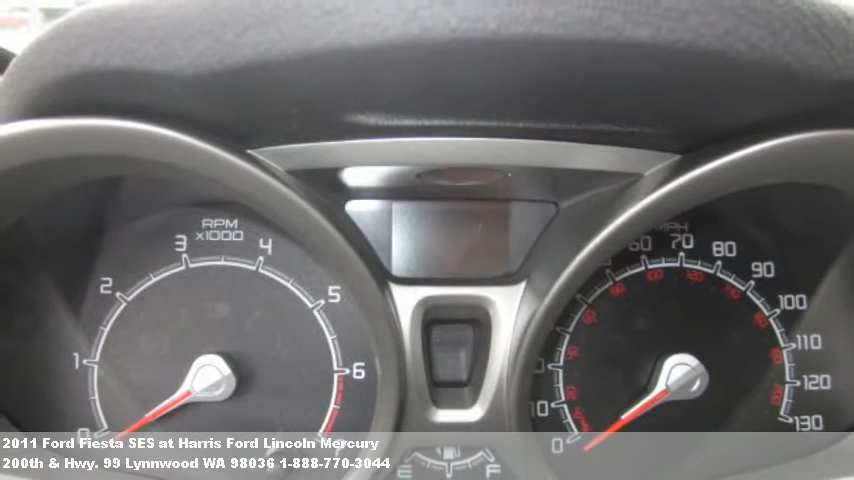 RPM
x1000
0 1 2 3 4 5 6
MPH
0 10 60 70 80 90 100 110 120 130
E F
2011 Ford Fiesta SES at Harris Ford Lincoln Mercury
200th & Hwy. 99 Lynnwood WA 98036 1-888-770-3044